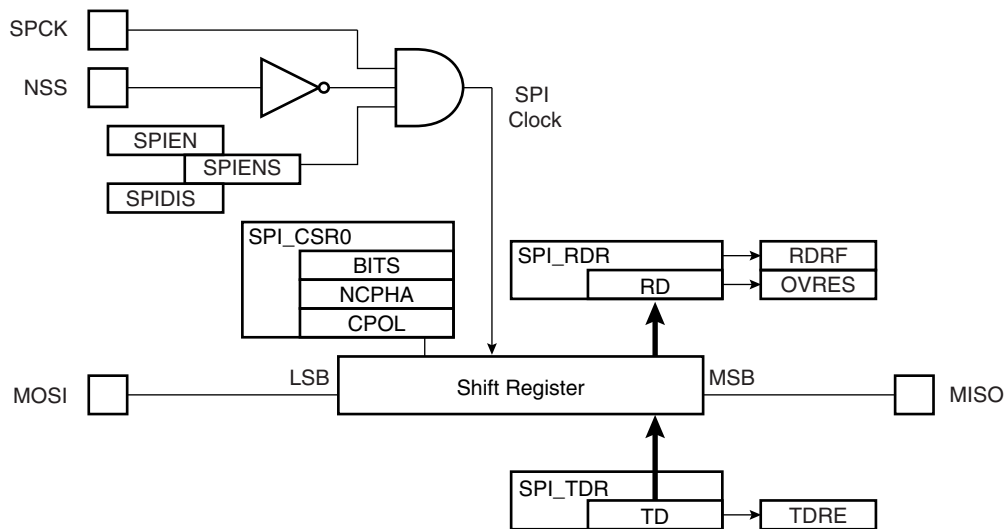 SPCK
NSS
SPI
Clock
SPIEN
SPIENS
SPIDIS
SPI_CSR0
BITS
NCPHA
CPOL
SPI_RDR
RD
RDRF
OVRES
MOSI
LSB
Shift Register
MSB
MISO
SPI_TDR
TD
TDRE